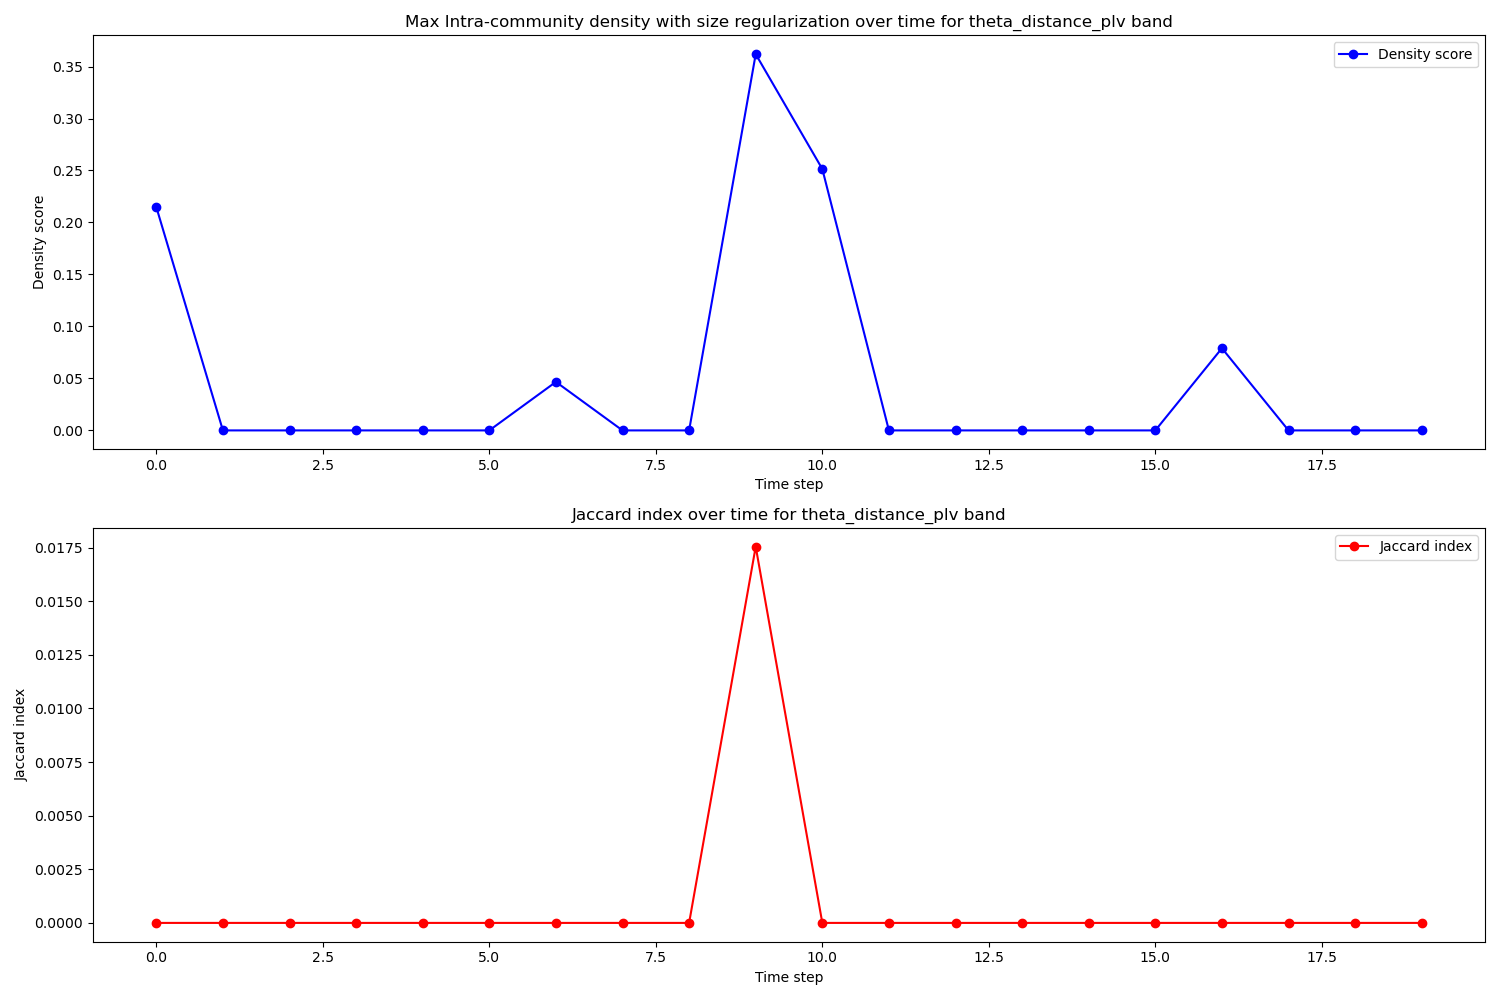 Max Intra-community density with size regularization over time for theta_distance_plv band
Density score
0.35
0.30
0.25
0.20
0.15
0.10
0.05
0.00
Density score
0.0 2.5 5.0 7.5 10.0 12.5 15.0 17.5
Time step
Jaccard index over time for theta_distance_plv band
Jaccard index
0.0175
0.0150
0.0125
0.0100
0.0075
0.0050
0.0025
0.0000
Jaccard index
0.0 2.5 5.0 7.5 10.0 12.5 15.0 17.5
Time step